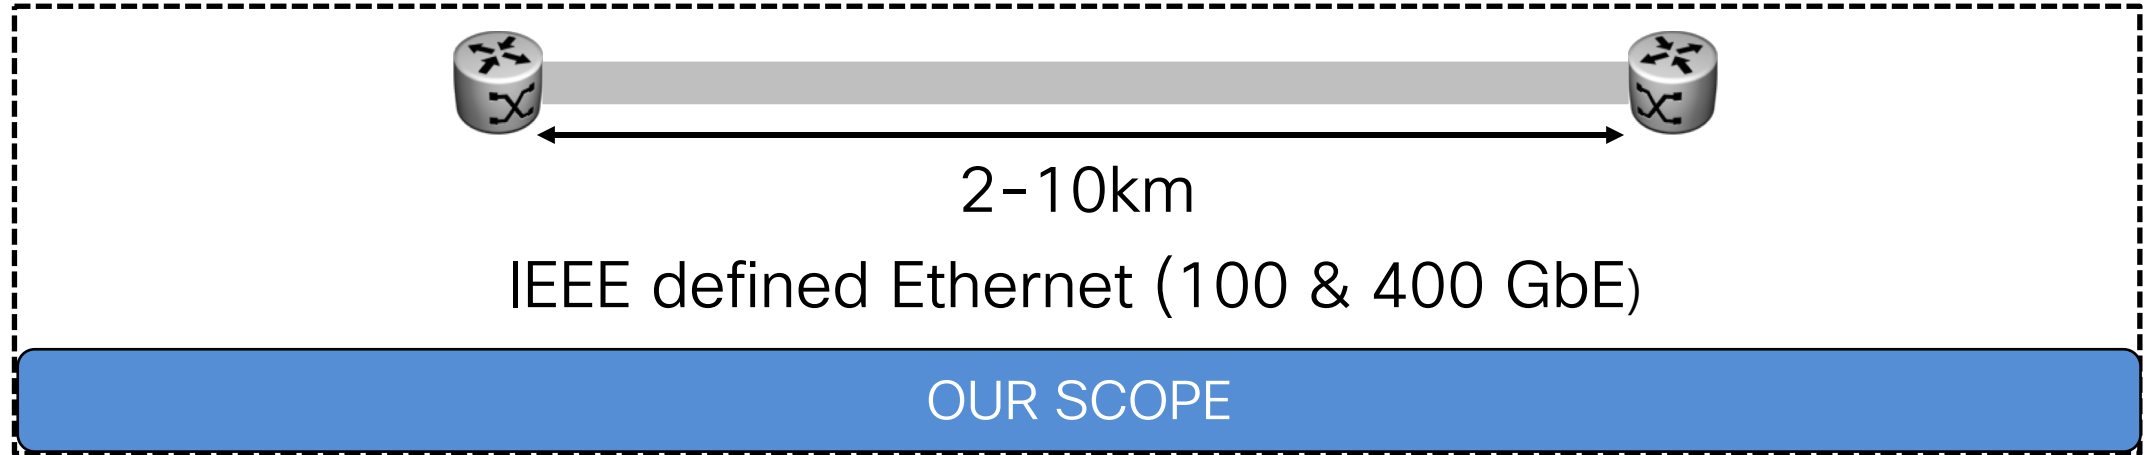 2-10km
IEEE defined Ethernet (100 & 400 GbE)
OUR SCOPE